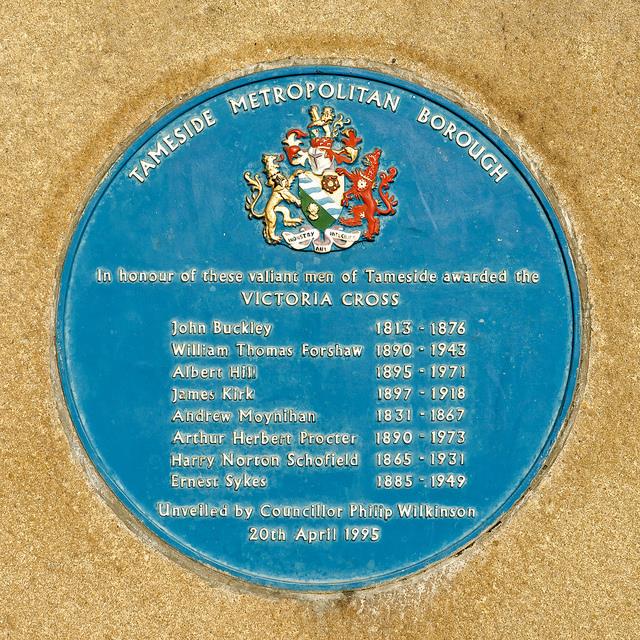 TAMESIDE METROPOLITAN BOROUGH
INDUSTRY AND INTEGRITY
In honour of these valiant men of Tameside awarded the
VICTORIA CROSS
John Buckley 1813 - 1876
William Thomas Forshaw 1890 - 1943
Albert Hill 1895 - 1971
James Kirk 1897 - 1918
Andrew Moynihan 1831 - 1867
Arthur Herbert Procter 1890 - 1973
Harry Norton Schofield 1865 - 1931
Ernest Sykes 1885 - 1949
Unveiled by Councillor Philip Wilkinson
20th April 1995